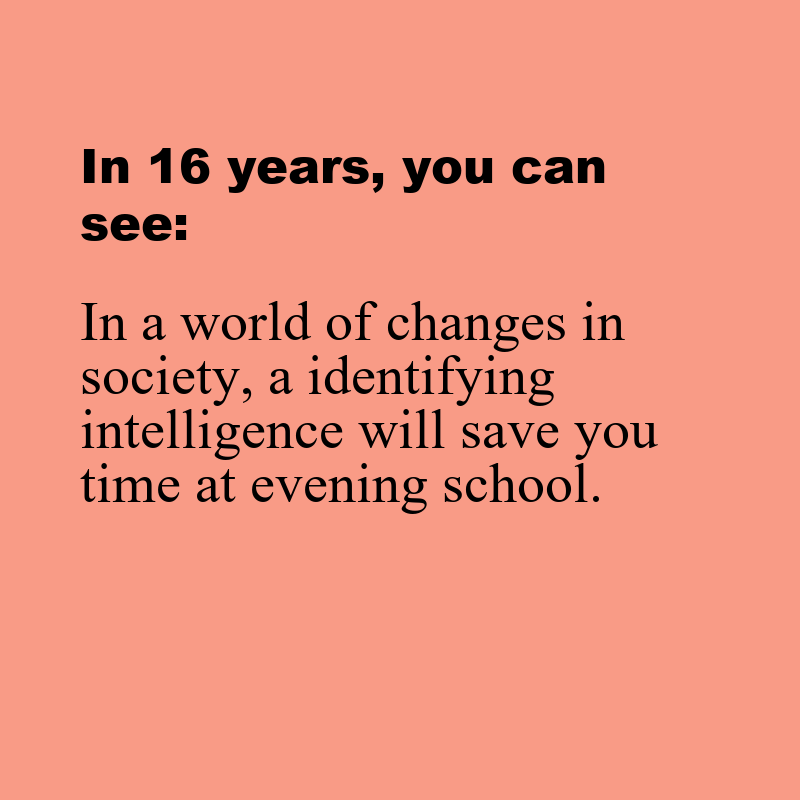 In 16 years, you can
see:
In a world of changes in
society, a identifying
intelligence will save you
time at evening school.